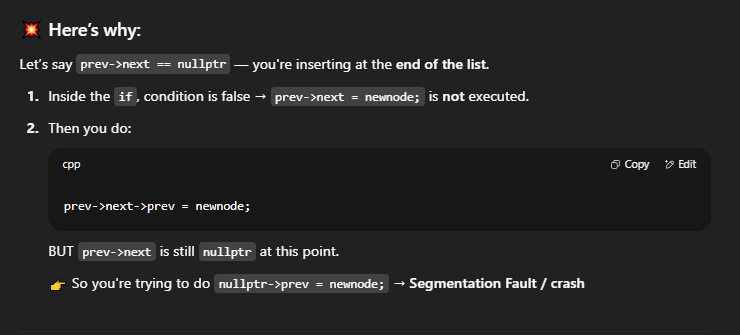 💥 Here's why:
Let's say prev->next == nullptr — you're inserting at the end of the list.
1. Inside the if, condition is false → prev->next = newnode; is not executed.
2. Then you do:
cpp Copy Edit
prev->next->prev = newnode;
BUT prev->next is still nullptr at this point.
👉 So you're trying to do nullptr->prev = newnode; → Segmentation Fault / crash